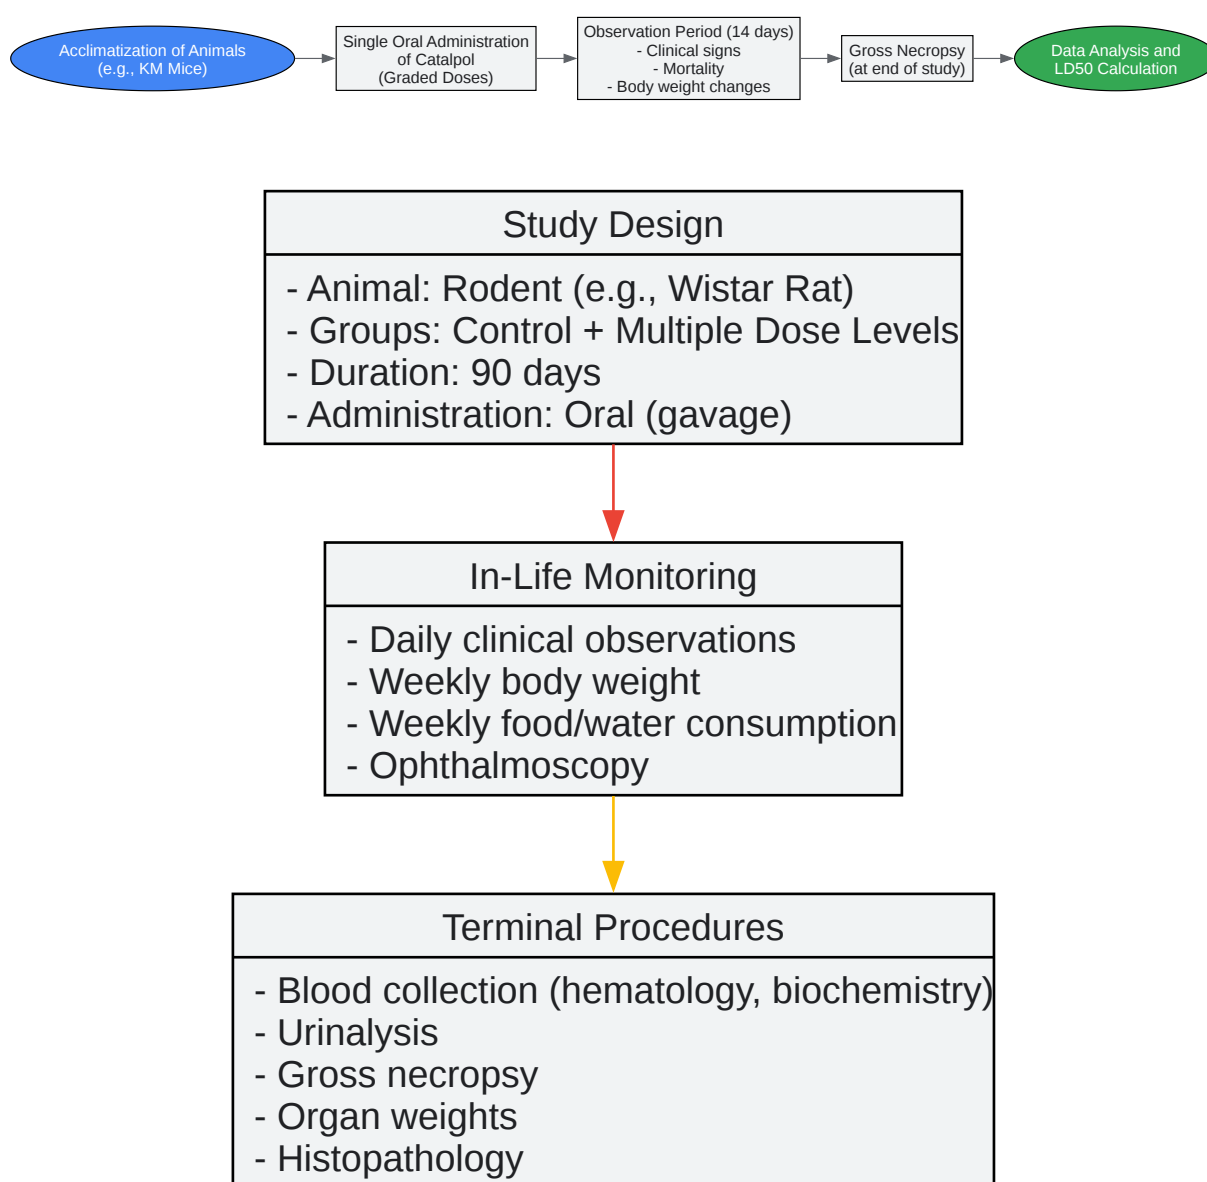 Acclimatization of Animals
(e.g., KM Mice)
Single Oral Administration
of Catalpol
(Graded Doses)
Observation Period (14 days)
- Clinical signs
- Mortality
- Body weight changes
Gross Necropsy
(at end of study)
Data Analysis and
LD50 Calculation
Study Design
- Animal: Rodent (e.g., Wistar Rat)
- Groups: Control + Multiple Dose Levels
- Duration: 90 days
- Administration: Oral (gavage)
In-Life Monitoring
- Daily clinical observations
- Weekly body weight
- Weekly food/water consumption
- Ophthalmoscopy
Terminal Procedures
- Blood collection (hematology, biochemistry)
- Urinalysis
- Gross necropsy
- Organ weights
- Histopathology